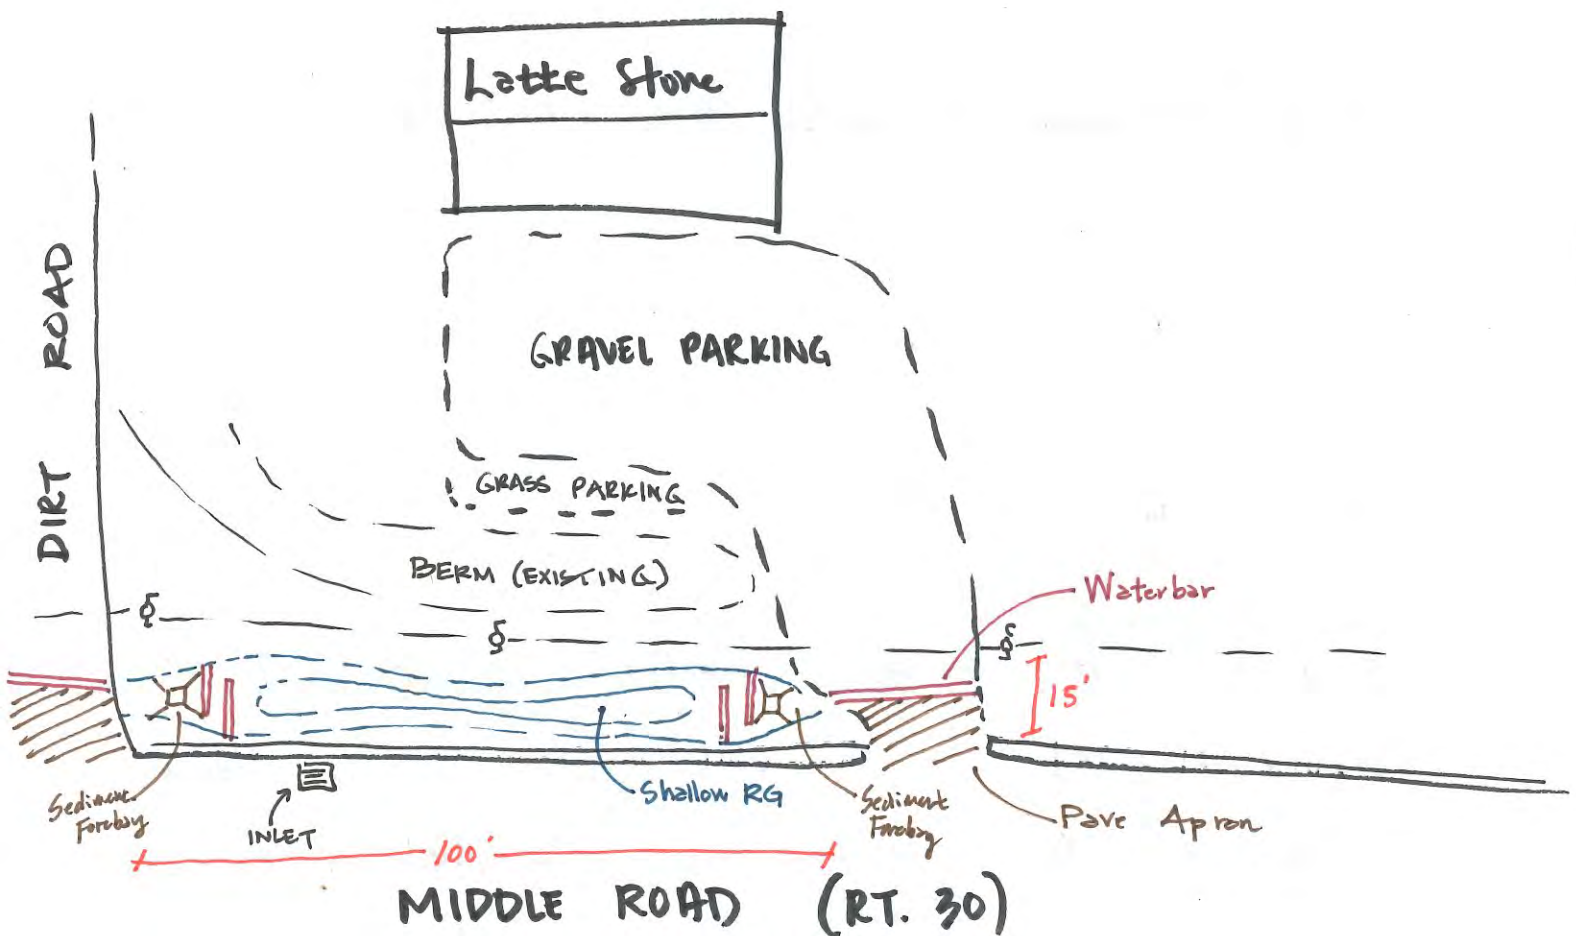 Latte Stone
DIRT ROAD
GRAVEL PARKING
GRASS PARKING
BERM (EXISTING)
Waterbar
15'
Sediment
Forebay
INLET
Shallow RG
Sediment
Forebay
Pave Apron
100'
MIDDLE ROAD (RT. 30)